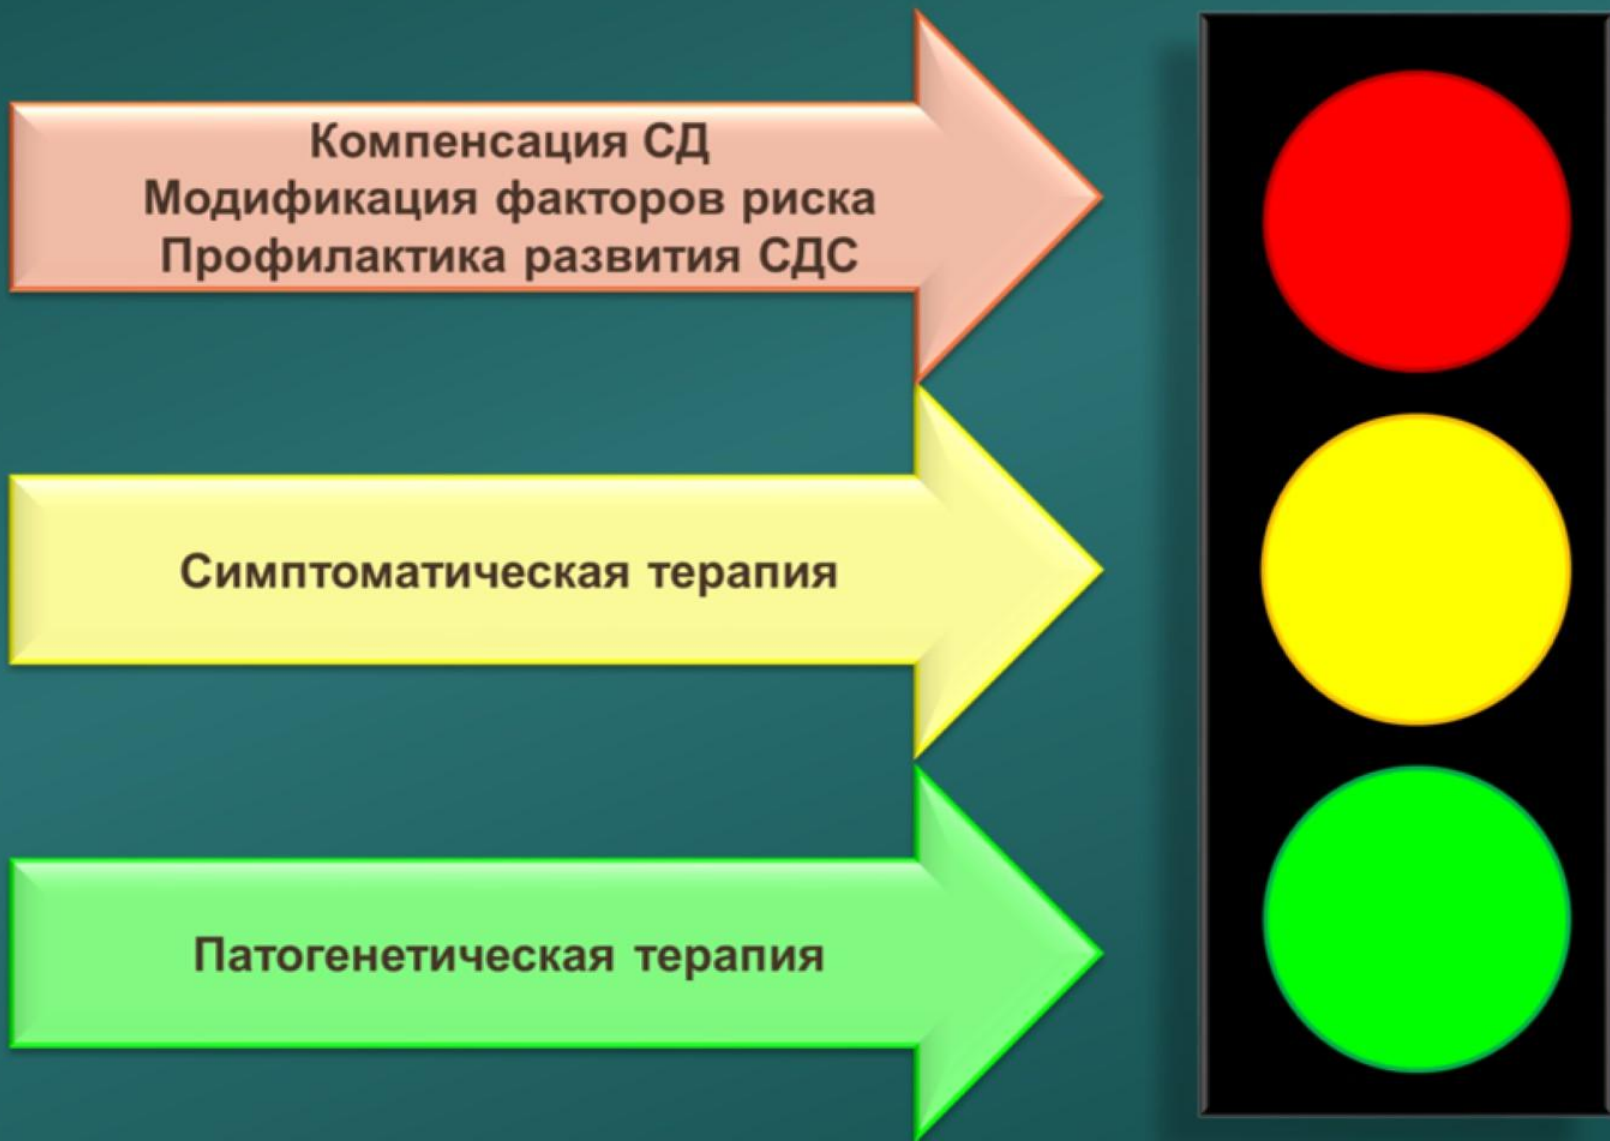 Компенсация СД
Модификация факторов риска
Профилактика развития СДС
Симптоматическая терапия
Патогенетическая терапия